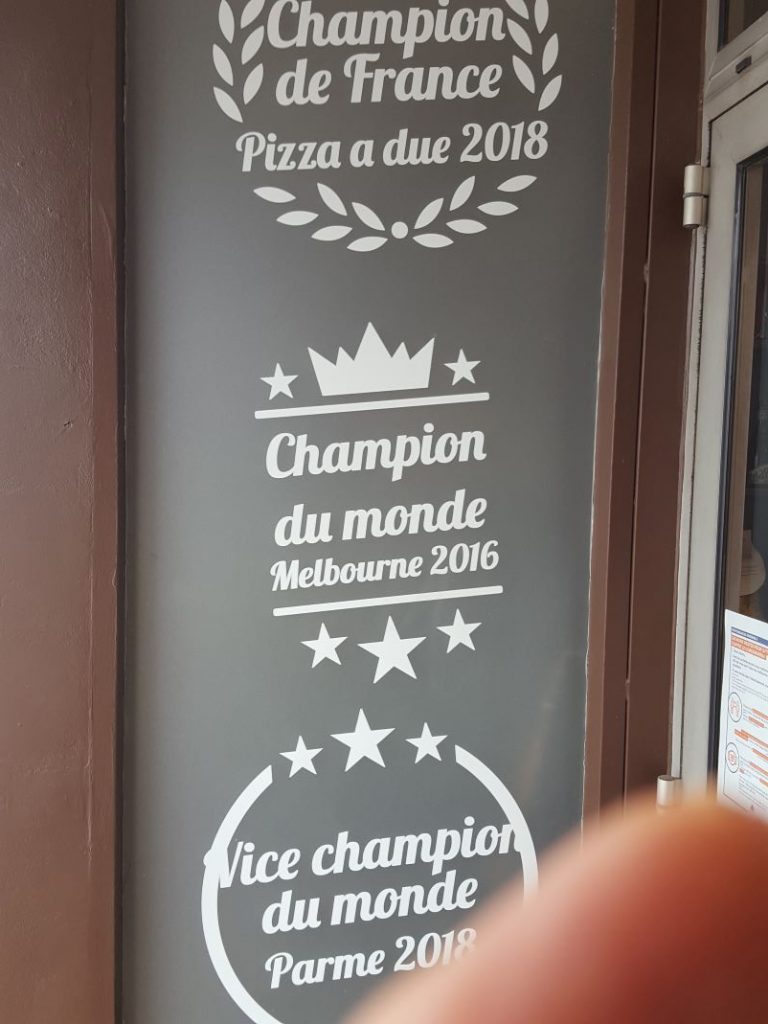 Champion
de France
Pizza a due 2018
Champion
du monde
Melbourne 2016
Vice champion
du monde
Parme 2018